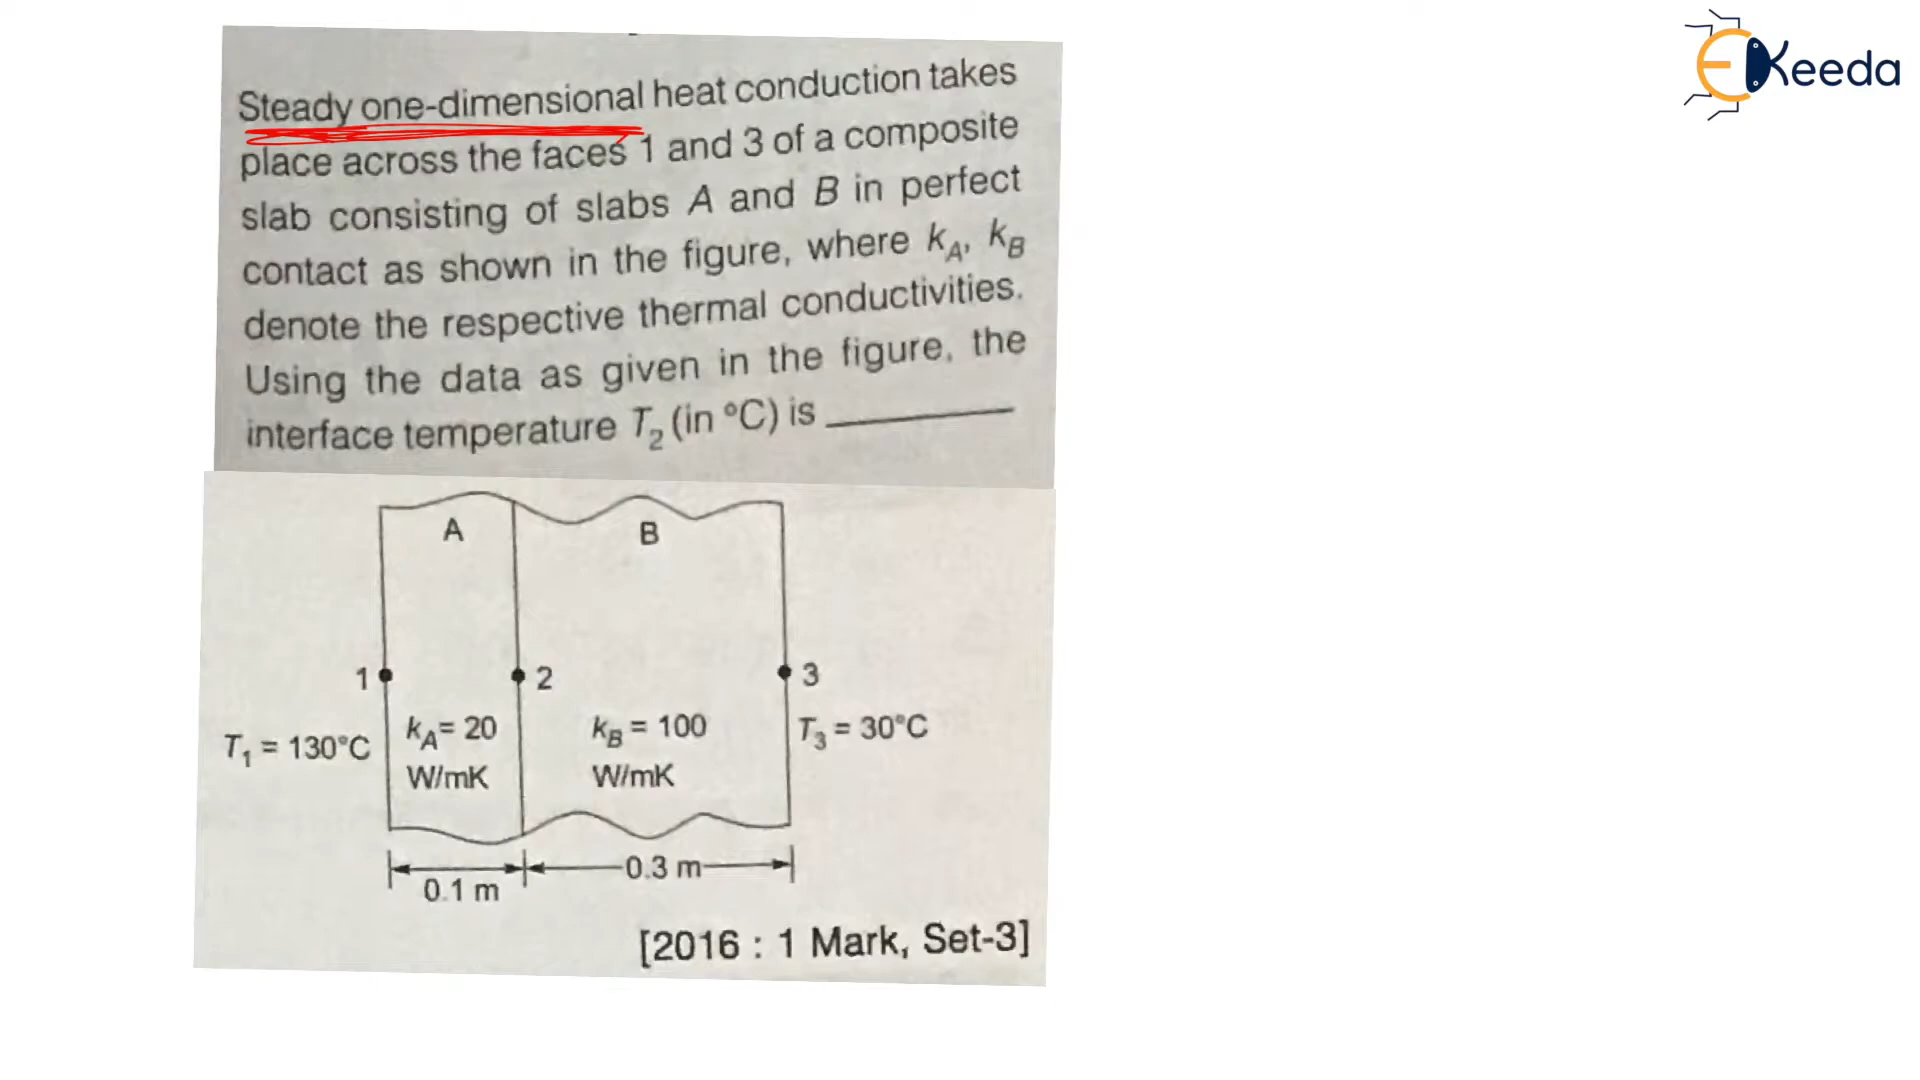 Keeda
Steady one-dimensional heat conduction takes
place across the faces 1 and 3 of a composite
slab consisting of slabs A and B in perfect
contact as shown in the figure, where kA, kB
denote the respective thermal conductivities.
Using the data as given in the figure, the
interface temperature T2 (in °C) is ________
A B
1 2 3
T1 = 130°C
kA = 20
W/mK
kB = 100
W/mK
T3 = 30°C
0.1 m
0.3 m
[2016 : 1 Mark, Set-3]